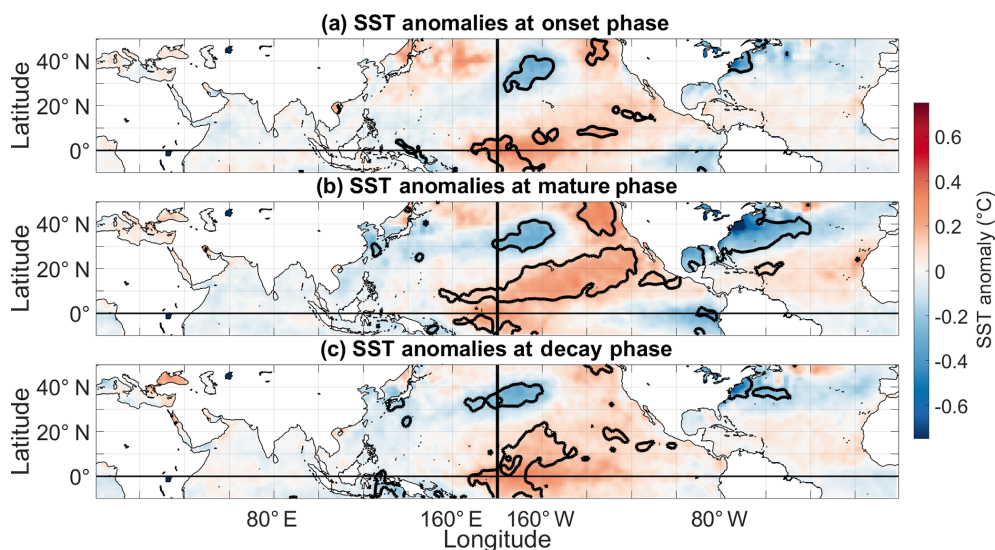 (a) SST anomalies at onset phase
40° N
20° N
0°
Latitude
(b) SST anomalies at mature phase
40° N
20° N
0°
Latitude
(c) SST anomalies at decay phase
40° N
20° N
0°
Latitude
80° E
160° E
160° W
80° W
Longitude
0.6
0.4
0.2
0
-0.2
-0.4
-0.6
SST anomaly (°C)